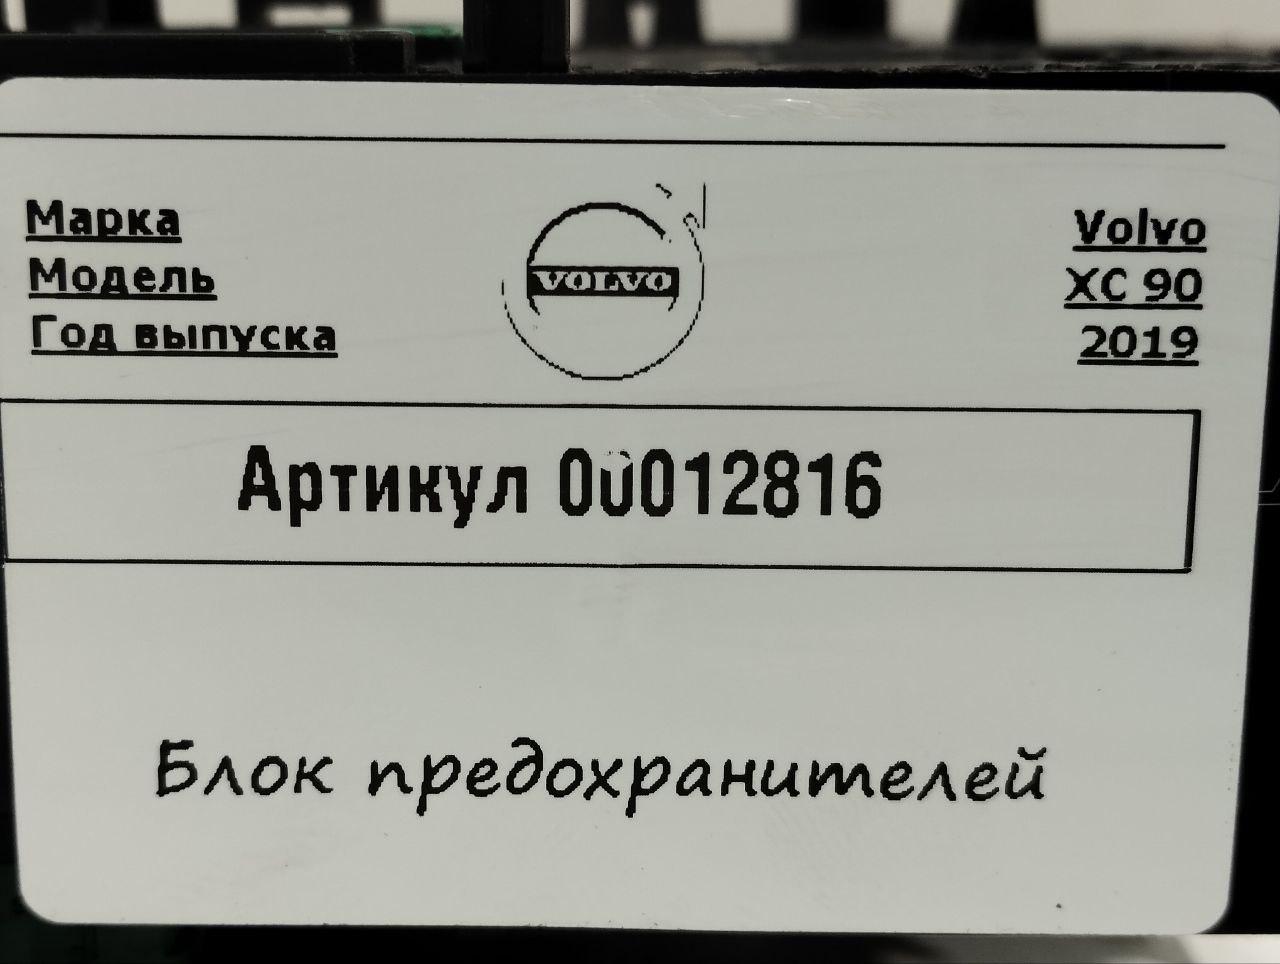 Марка Volvo
Модель XC 90
Год выпуска 2019
VOLVO
Артикул 00012816
Блок предохранителей